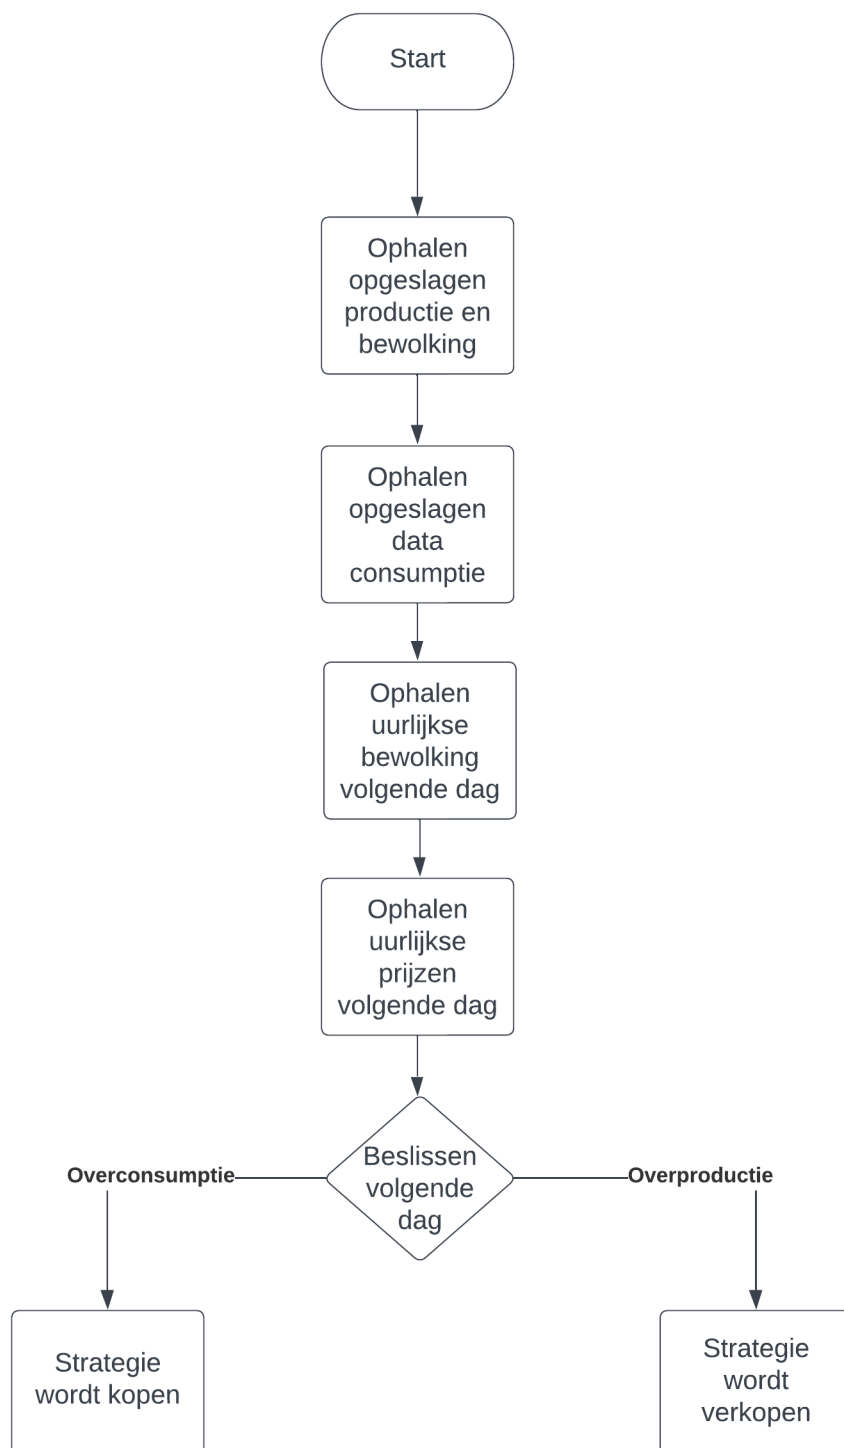 Start
Ophalen
opgeslagen
productie en
bewolking
Ophalen
opgeslagen
data
consumptie
Ophalen
uurlijkse
bewolking
volgende dag
Ophalen
uurlijkse
prijzen
volgende dag
Beslissen
volgende
dag
Overconsumptie
Overproductie
Strategie
wordt kopen
Strategie
wordt
verkopen